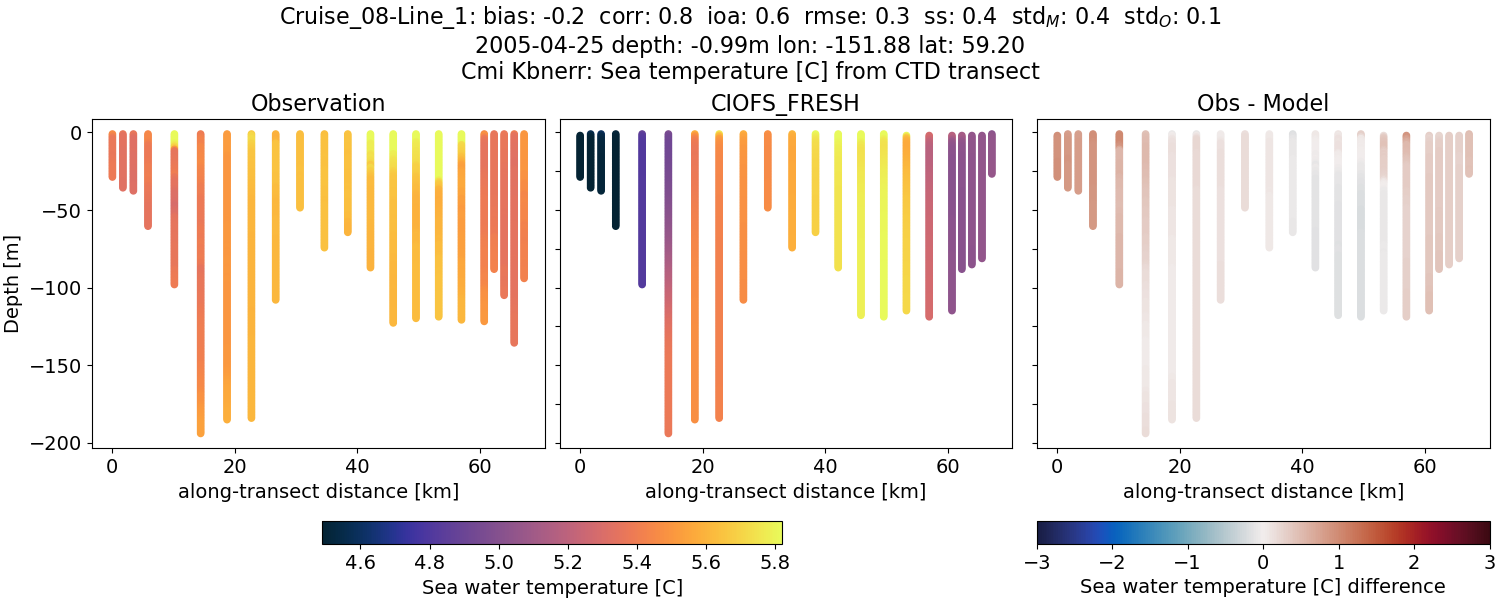 Cruise_08-Line_1: bias: -0.2  corr: 0.8  ioa: 0.6  rmse: 0.3  ss: 0.4  std_M: 0.4  std_O: 0.1
2005-04-25 depth: -0.99m lon: -151.88 lat: 59.20
Cmi Kbnerr: Sea temperature [C] from CTD transect
Observation
CIOFS_FRESH
Obs - Model
Depth [m]
0
−50
−100
−150
−200
0 20 40 60
0 20 40 60
0 20 40 60
along-transect distance [km]
along-transect distance [km]
along-transect distance [km]
4.6 4.8 5.0 5.2 5.4 5.6 5.8
Sea water temperature [C]
−3 −2 −1 0 1 2 3
Sea water temperature [C] difference